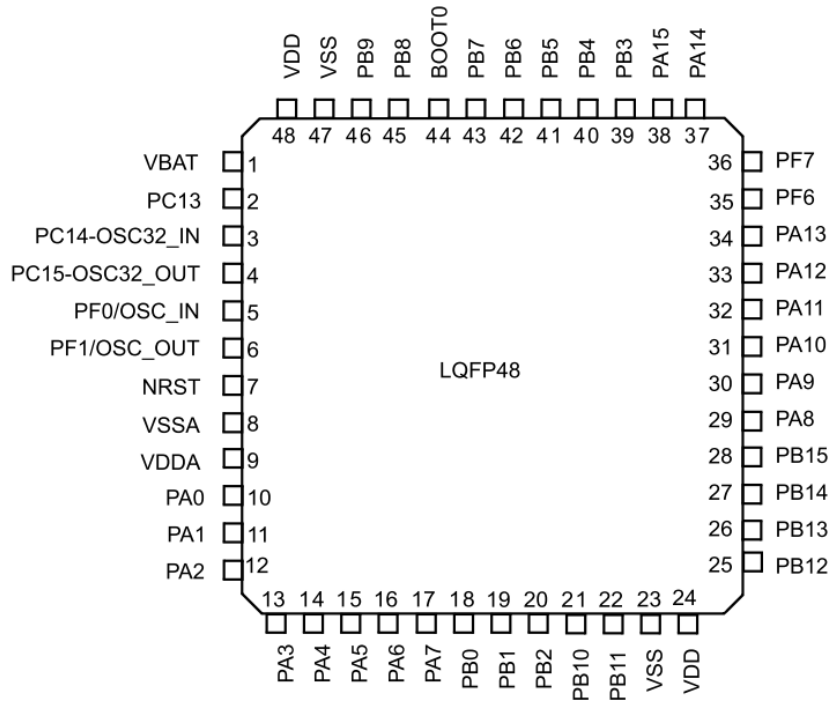 VDD
VSS
PB9
PB8
BOOT0
PB7
PB6
PB5
PB4
PB3
PA15
PA14
48 47 46 45 44 43 42 41 40 39 38 37
VBAT 1
PC13 2
PC14-OSC32_IN 3
PC15-OSC32_OUT 4
PF0/OSC_IN 5
PF1/OSC_OUT 6
NRST 7
VSSA 8
VDDA 9
PA0 10
PA1 11
PA2 12
LQFP48
36 PF7
35 PF6
34 PA13
33 PA12
32 PA11
31 PA10
30 PA9
29 PA8
28 PB15
27 PB14
26 PB13
25 PB12
13 14 15 16 17 18 19 20 21 22 23 24
PA3
PA4
PA5
PA6
PA7
PB0
PB1
PB2
PB10
PB11
VSS
VDD